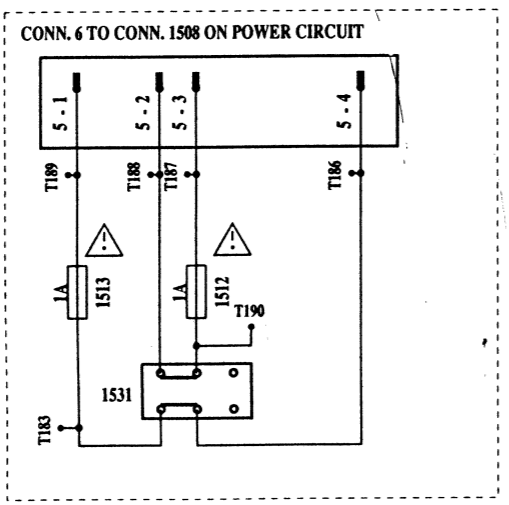 CONN. 6 TO CONN. 1508 ON POWER CIRCUIT
5 - 1
5 - 2
5 - 3
5 - 4
T189
T188
T187
T186
!
!
1A
1513
1A
1512
T190
1531
T183